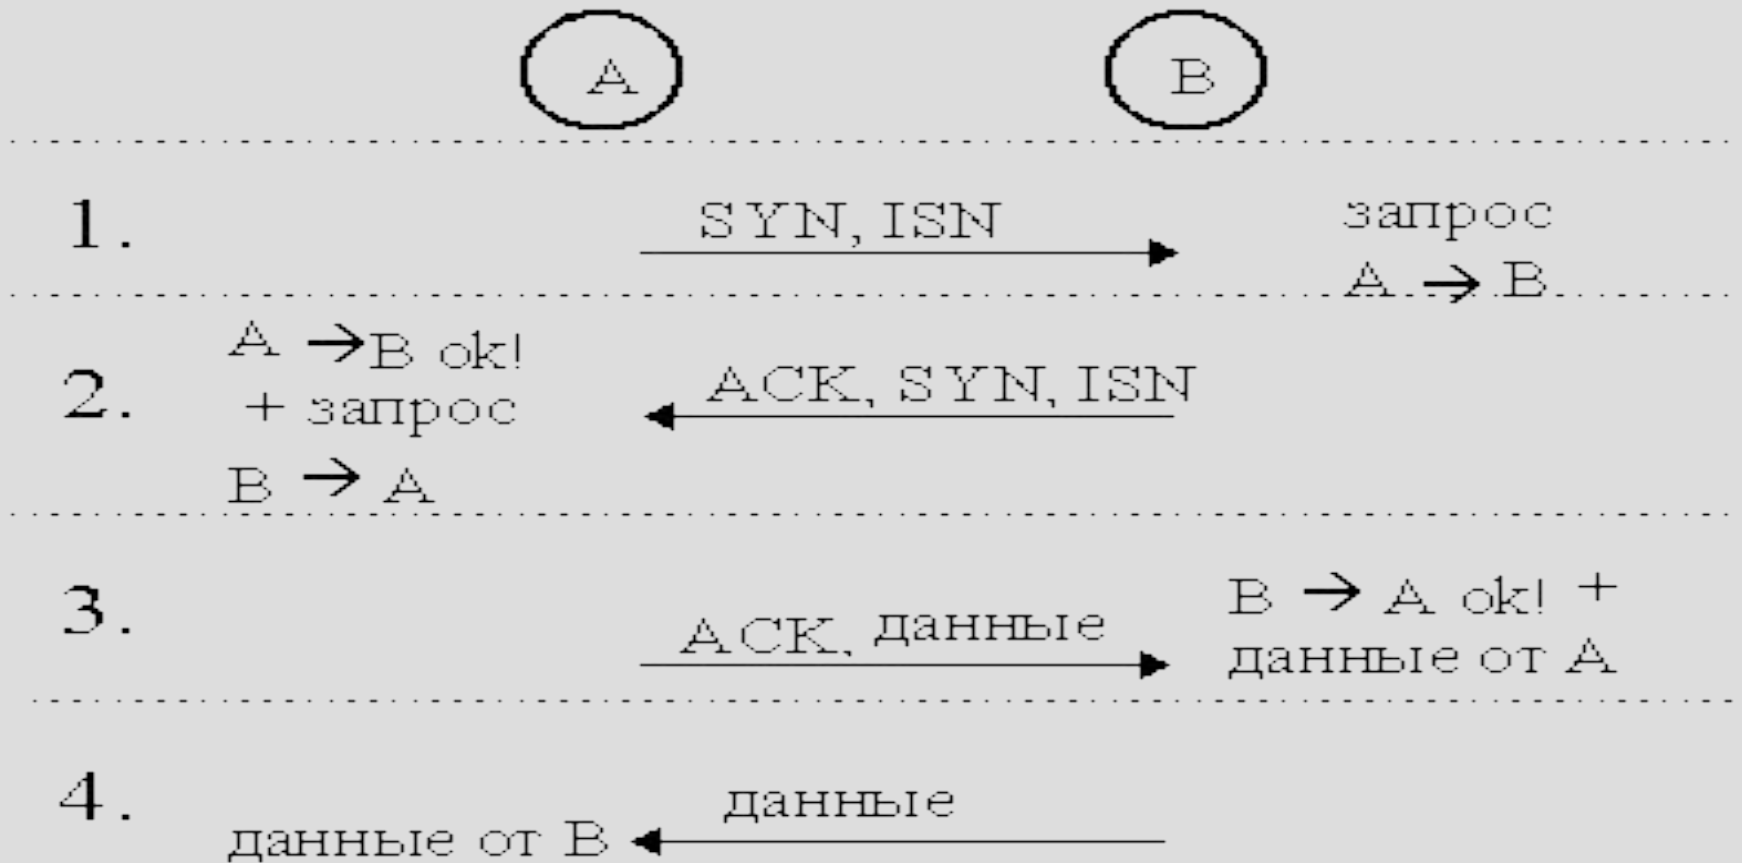 A
B
1.
SYN, ISN
запрос
A → B
2.
A → B ok!
+ запрос
B → A
ACK, SYN, ISN
3.
ACK, данные
B → A ok! +
данные от A
4.
данные от B
данные